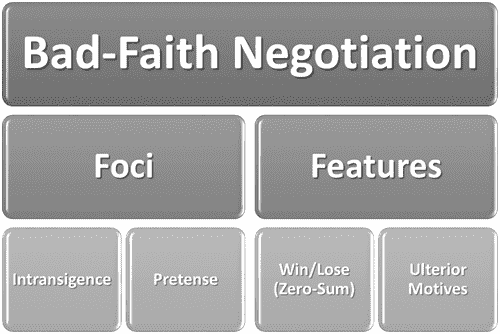 Bad-Faith Negotiation
Foci
Features
Intransigence
Pretense
Win/Lose
(Zero-Sum)
Ulterior
Motives